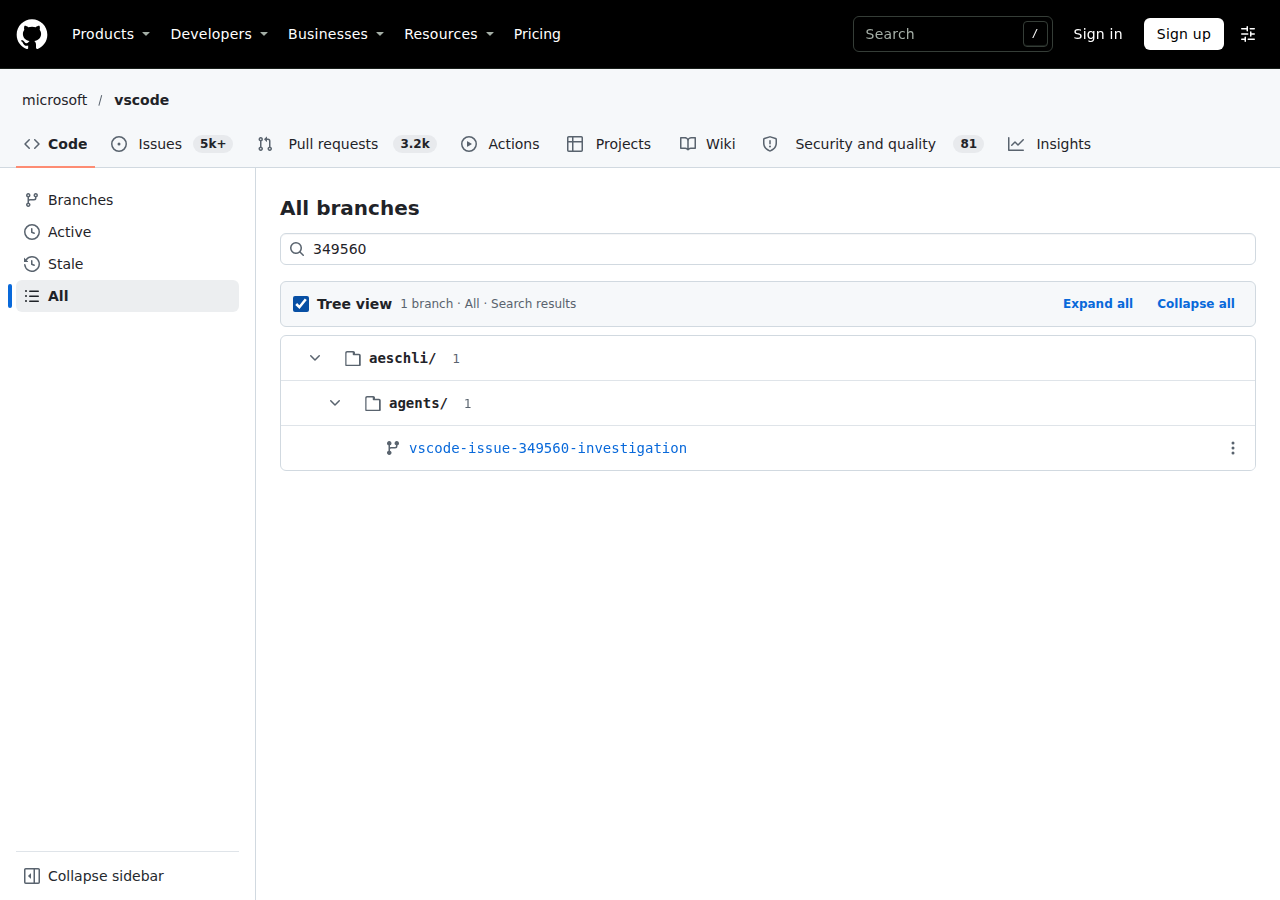 Products Developers Businesses Resources Pricing Search / Sign in Sign up
microsoft / vscode
Code Issues 5k+ Pull requests 3.2k Actions Projects Wiki Security and quality 81 Insights
Branches
Active
Stale
All
Collapse sidebar
All branches
349560
Tree view 1 branch · All · Search results Expand all Collapse all
aeschli/ 1
agents/ 1
vscode-issue-349560-investigation